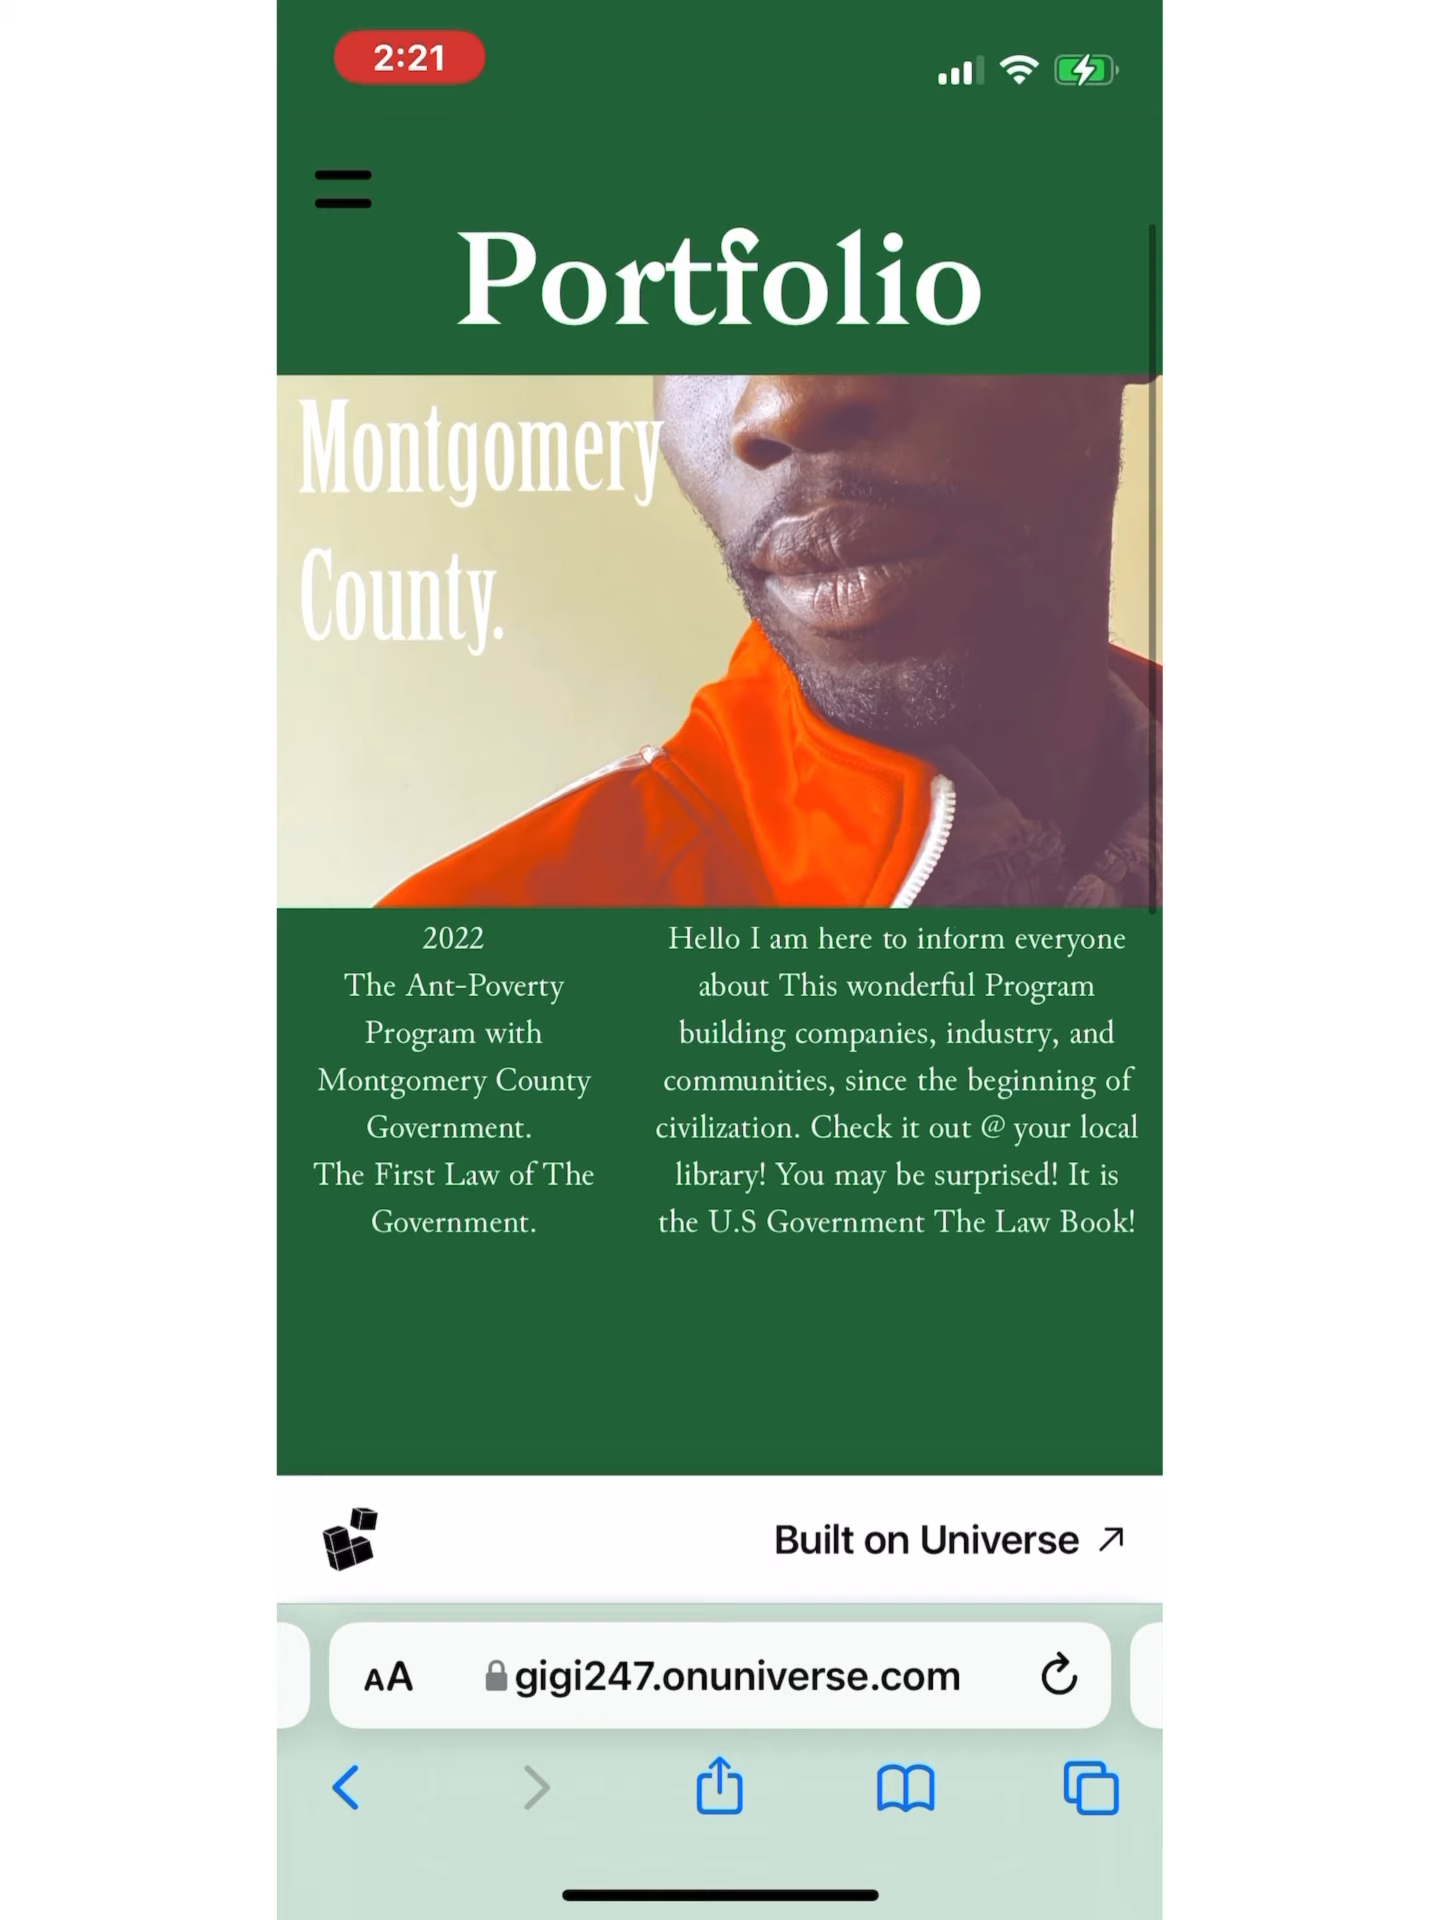 2:21
Portfolio
Montgomery
County.
2022
The Ant-Poverty
Program with
Montgomery County
Government.
The First Law of The
Government.
Hello I am here to inform everyone
about This wonderful Program
building companies, industry, and
communities, since the beginning of
civilization. Check it out @ your local
library! You may be surprised! It is
the U.S Government The Law Book!
Built on Universe ↗
AA
gigi247.onuniverse.com